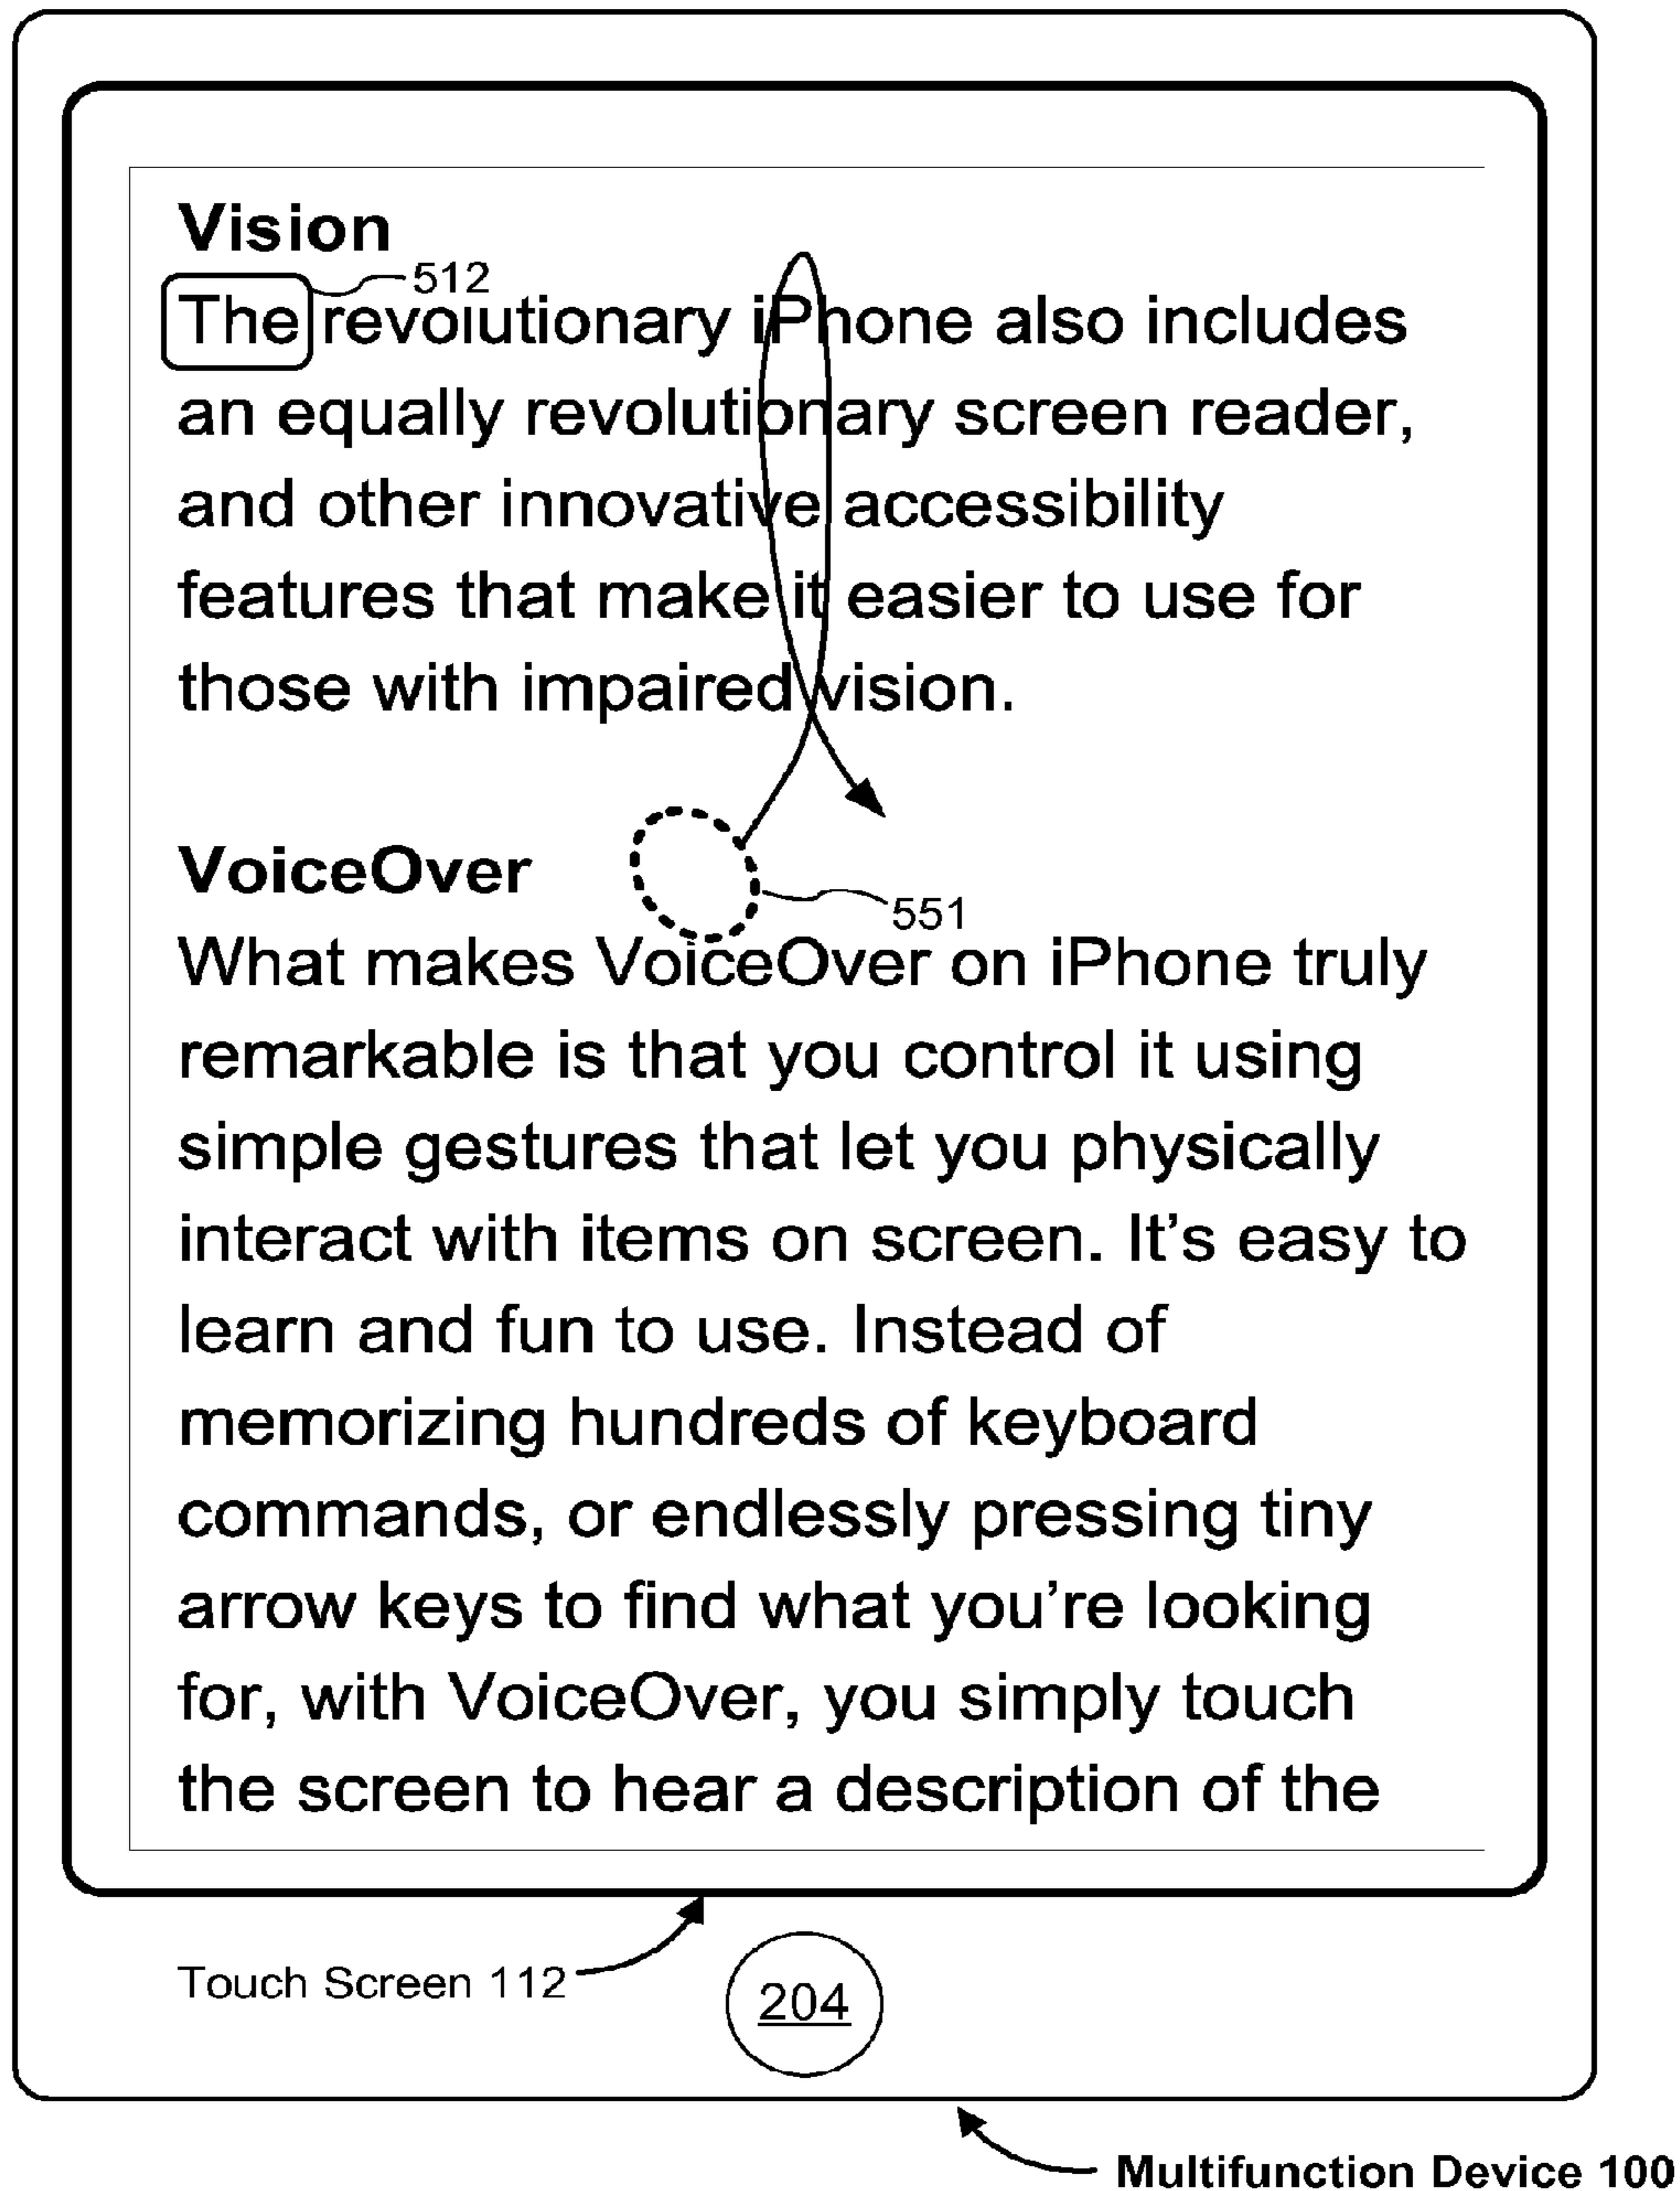 Vision
512
The revolutionary iPhone also includes
an equally revolutionary screen reader,
and other innovative accessibility
features that make it easier to use for
those with impaired vision.
VoiceOver
551
What makes VoiceOver on iPhone truly
remarkable is that you control it using
simple gestures that let you physically
interact with items on screen. It’s easy to
learn and fun to use. Instead of
memorizing hundreds of keyboard
commands, or endlessly pressing tiny
arrow keys to find what you’re looking
for, with VoiceOver, you simply touch
the screen to hear a description of the
Touch Screen 112
204
Multifunction Device 100